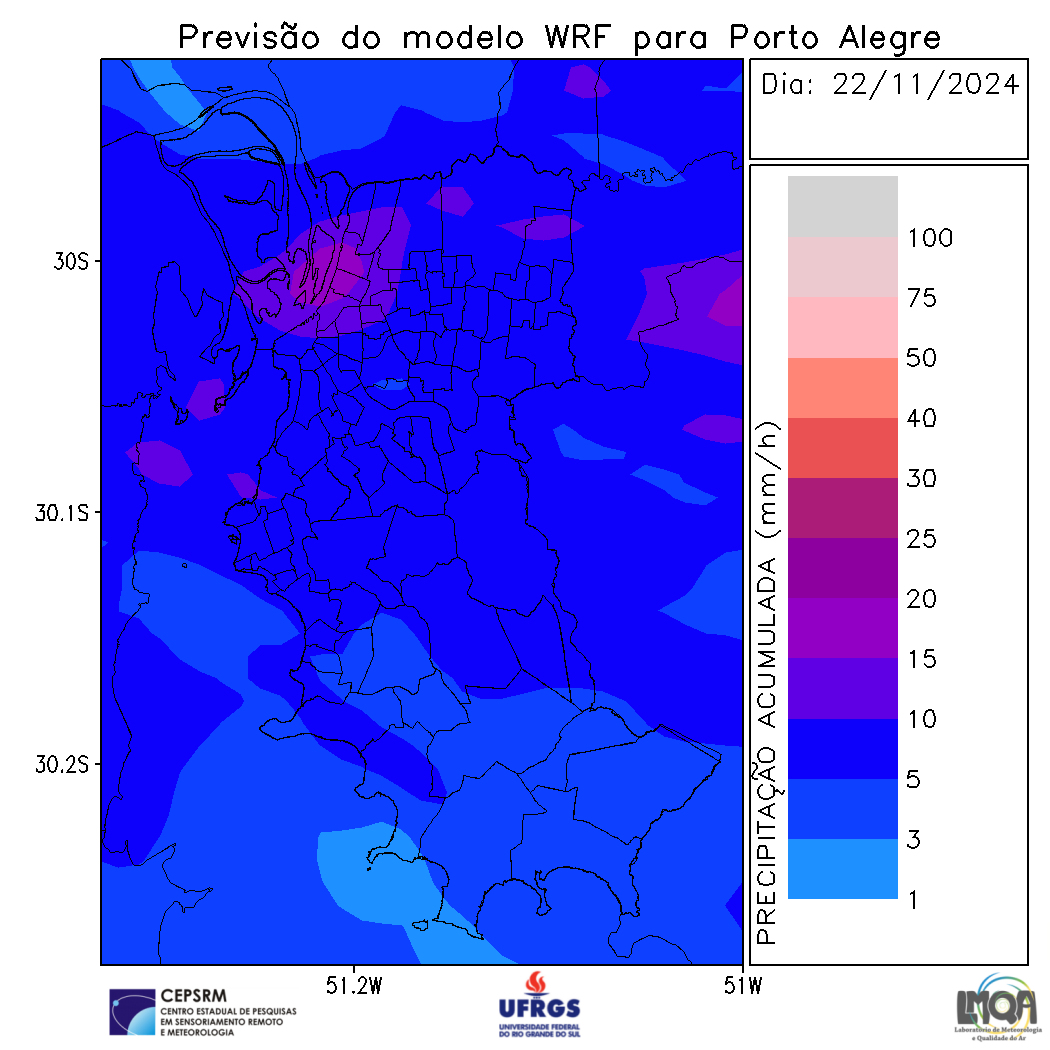 Previsão do modelo WRF para Porto Alegre
Dia: 22/11/2024
30S
30.1S
30.2S
51.2W
51W
PRECIPITAÇÃO ACUMULADA (mm/h)
100
75
50
40
30
25
20
15
10
5
3
1
CEPSRM
CENTRO ESTADUAL DE PESQUISAS
EM SENSORIAMENTO REMOTO
E METEOROLOGIA
UFRGS
UNIVERSIDADE FEDERAL
DO RIO GRANDE DO SUL
LMQA
Laboratório de Meteorologia
e Qualidade do Ar